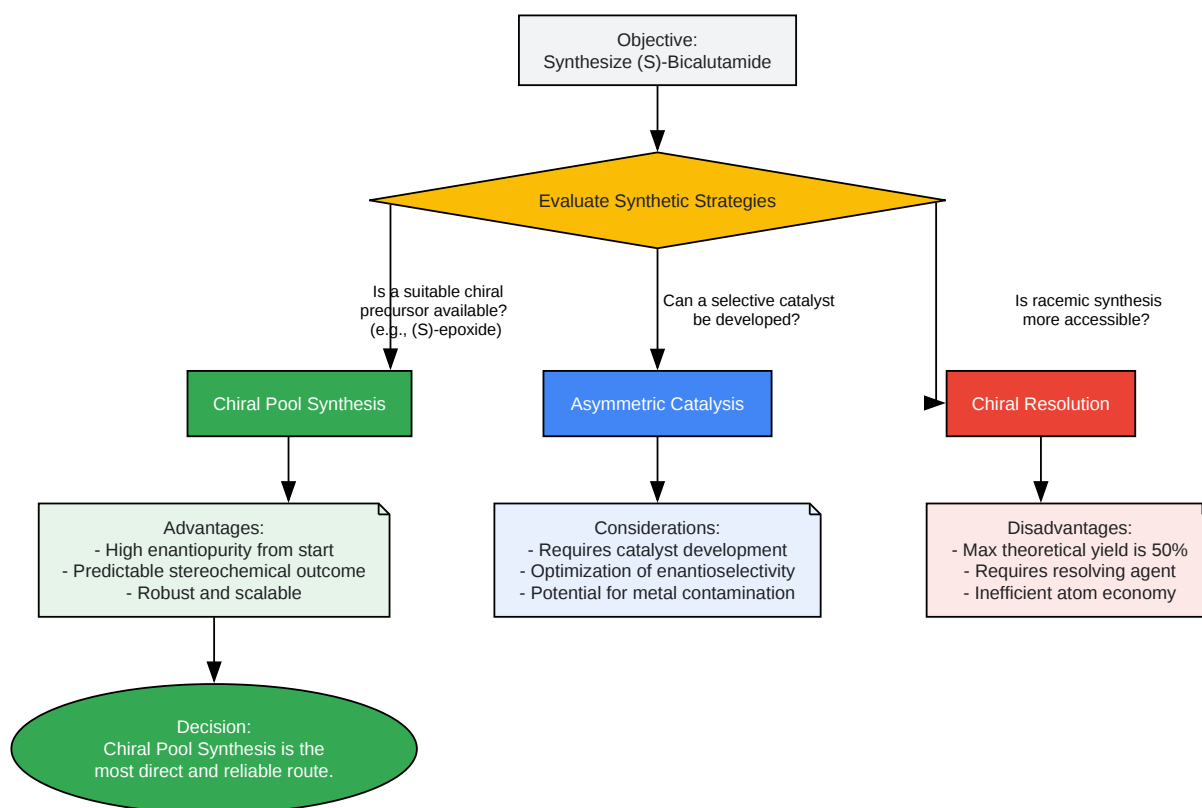 Objective:
Synthesize (S)-Bicalutamide
Evaluate Synthetic Strategies
Is a suitable chiral
precursor available?
(e.g., (S)-epoxide)
Can a selective catalyst
be developed?
Is racemic synthesis
more accessible?
Chiral Pool Synthesis
Asymmetric Catalysis
Chiral Resolution
Advantages:
- High enantiopurity from start
- Predictable stereochemical outcome
- Robust and scalable
Considerations:
- Requires catalyst development
- Optimization of enantioselectivity
- Potential for metal contamination
Disadvantages:
- Max theoretical yield is 50%
- Requires resolving agent
- Inefficient atom economy
Decision:
Chiral Pool Synthesis is the
most direct and reliable route.